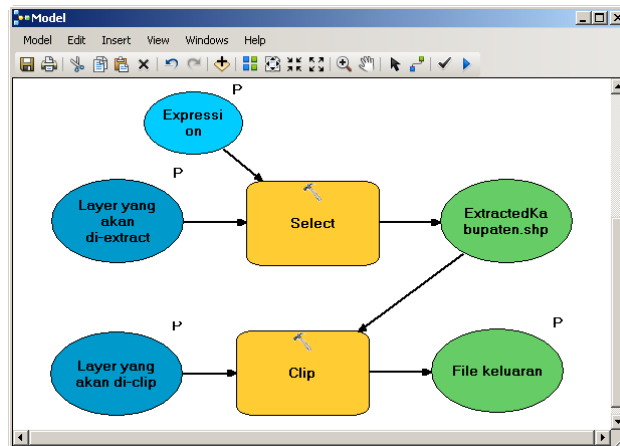 Model
Model Edit Insert View Windows Help
P
Expressi
on
P
Layer yang
akan
di-extract
Select
ExtractedKa
bupaten.shp
P
Layer yang
akan di-clip
Clip
P
File keluaran